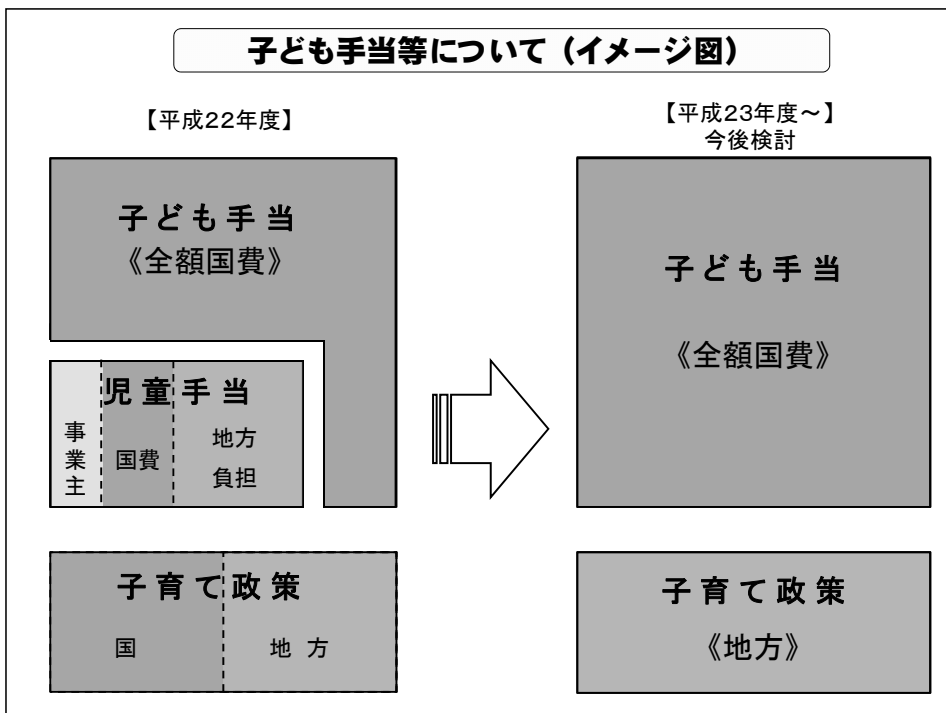 子ども手当等について（イメージ図）
【平成22年度】
子ども手当
《全額国費》
児童手当
事業主
国費
地方
負担
子育て政策
国
地方
【平成23年度～】
今後検討
子ども手当
《全額国費》
子育て政策
《地方》